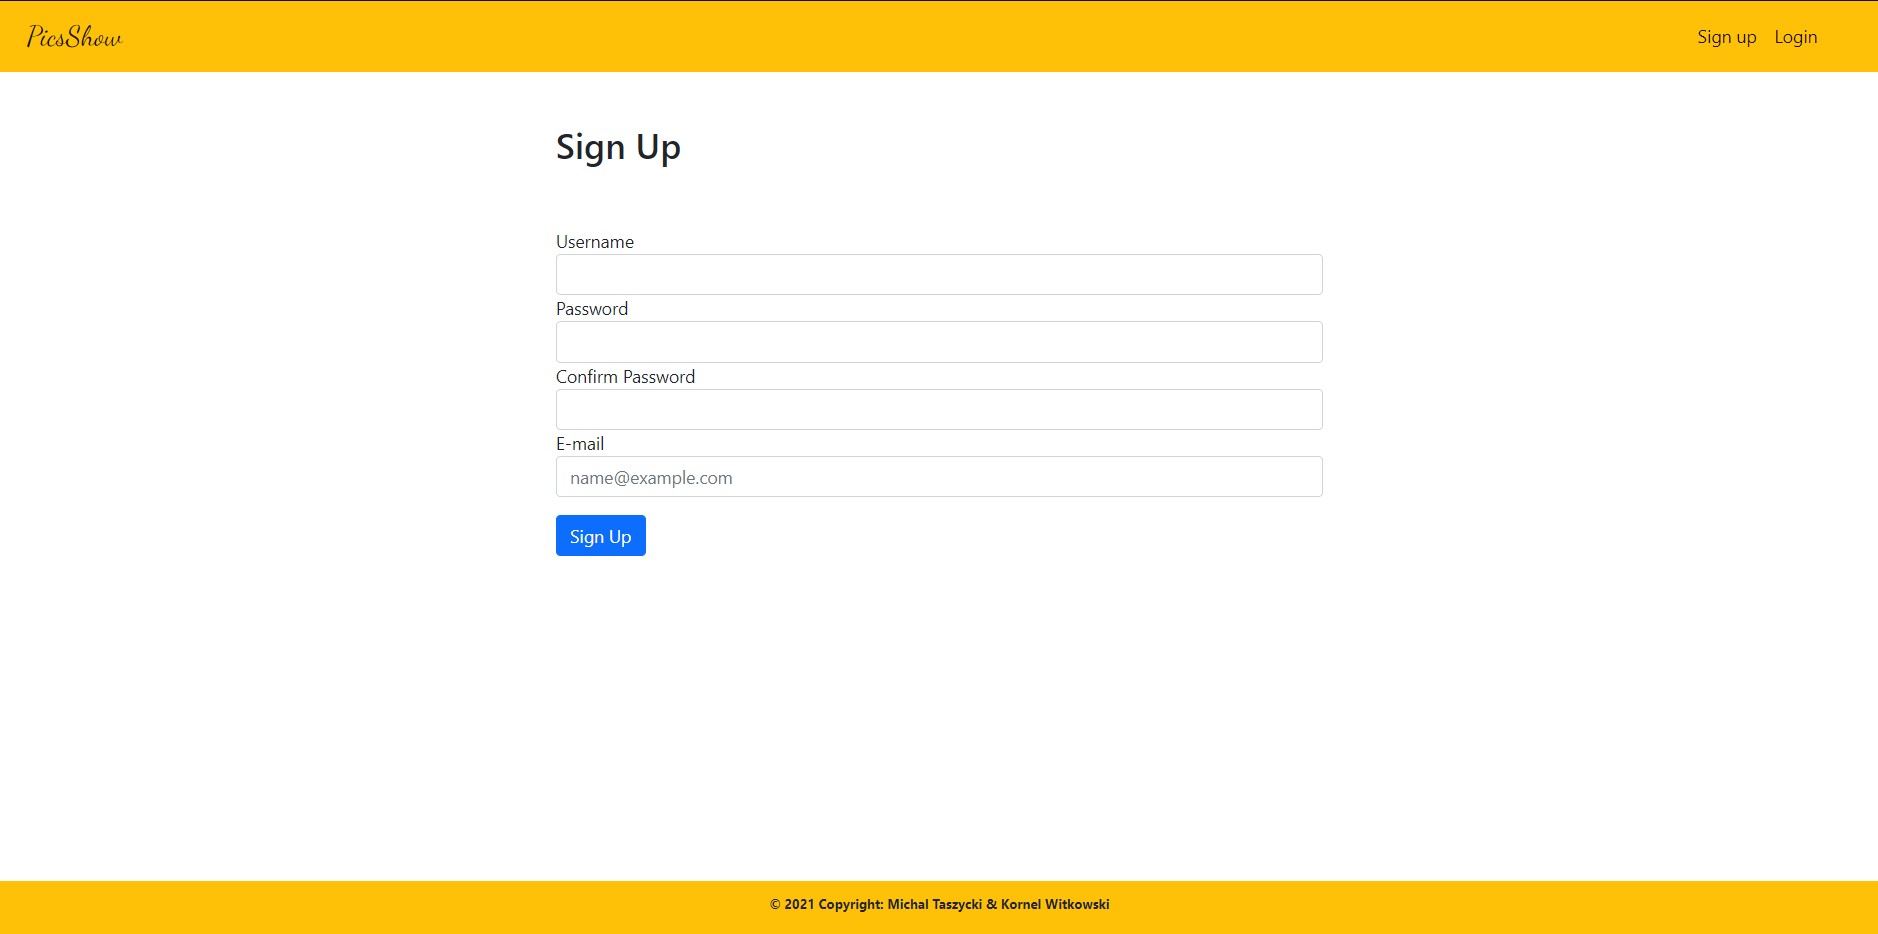 PicsShow
Sign up Login
Sign Up
Username
Password
Confirm Password
E-mail
name@example.com
Sign Up
© 2021 Copyright: Michal Taszycki & Kornel Witkowski